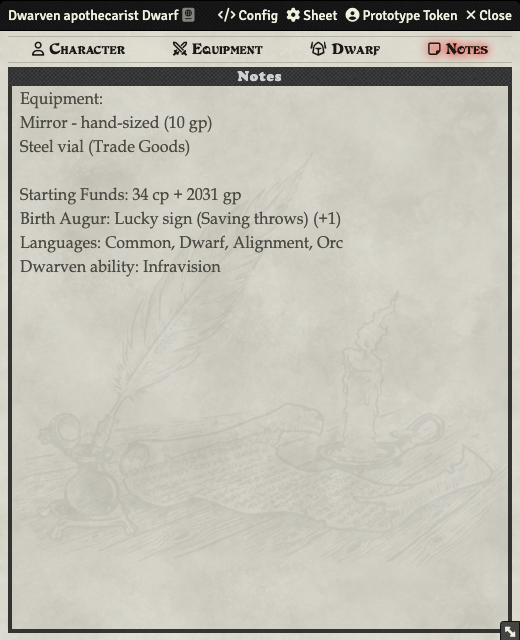 Dwarven apothecarist Dwarf Config Sheet Prototype Token Close
Character Equipment Dwarf Notes
Notes
Equipment:
Mirror - hand-sized (10 gp)
Steel vial (Trade Goods)
Starting Funds: 34 cp + 2031 gp
Birth Augur: Lucky sign (Saving throws) (+1)
Languages: Common, Dwarf, Alignment, Orc
Dwarven ability: Infravision